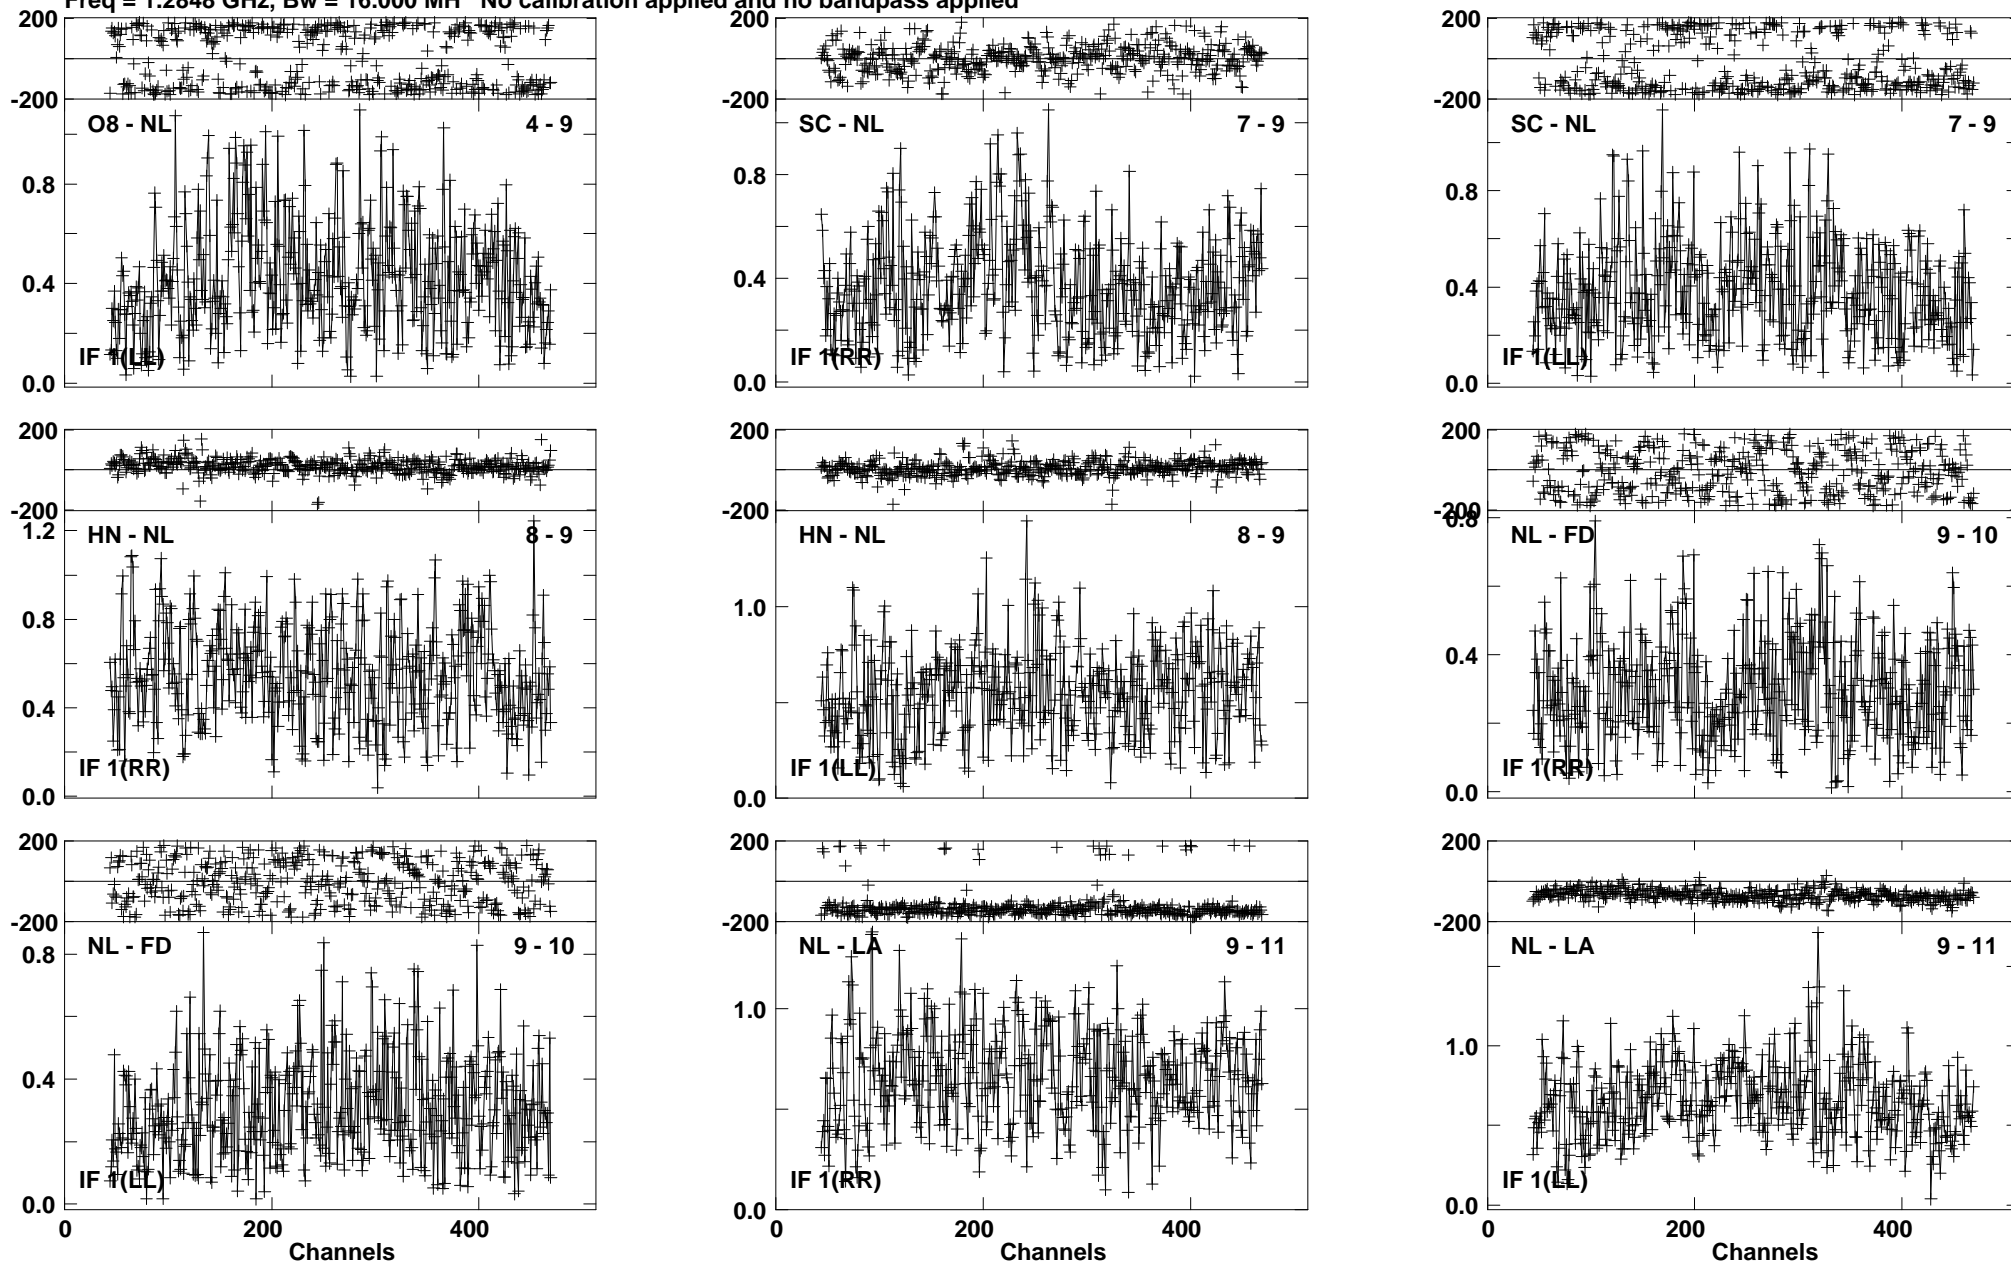 Freq = 1.2848 GHz, Bw = 16.000 MH No calibration applied and no bandpass applied
200
-200
O8 - NL 4 - 9
0.8
0.4
0.0
IF 1(LL)
200
-200
SC - NL 7 - 9
0.8
0.4
0.0
IF 1(RR)
200
-200
SC - NL 7 - 9
0.8
0.4
0.0
IF 1(LL)
200
-200
HN - NL 8 - 9
1.2
0.8
0.4
0.0
IF 1(RR)
200
-200
HN - NL 8 - 9
1.0
0.0
IF 1(LL)
200
-200
NL - FD 9 - 10
0.8
0.4
0.0
IF 1(RR)
200
-200
NL - FD 9 - 10
0.8
0.4
0.0
IF 1(LL)
0 200 400
Channels
200
-200
NL - LA 9 - 11
1.0
0.0
IF 1(RR)
200 400
Channels
200
-200
NL - LA 9 - 11
1.0
0.0
IF 1(LL)
0 200 400
Channels